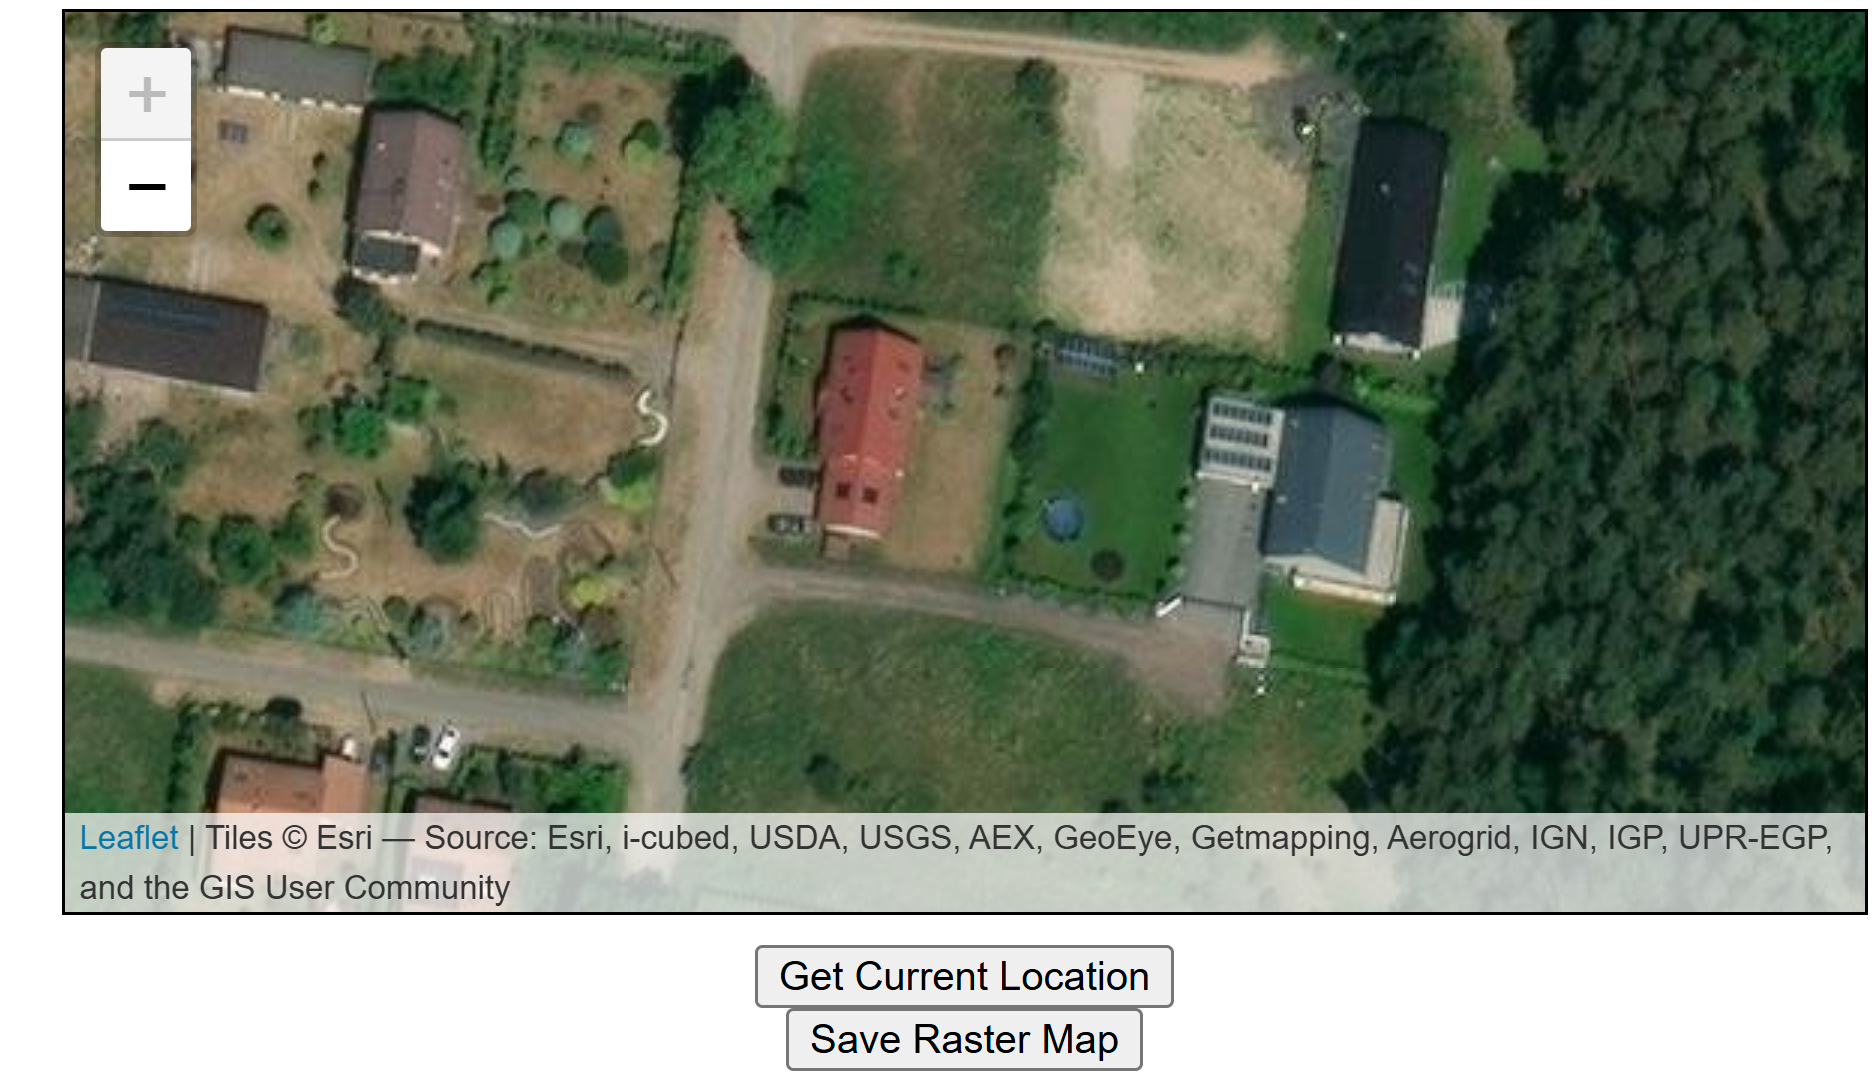 +
−
Leaflet | Tiles © Esri — Source: Esri, i-cubed, USDA, USGS, AEX, GeoEye, Getmapping, Aerogrid, IGN, IGP, UPR-EGP,
and the GIS User Community
Get Current Location
Save Raster Map